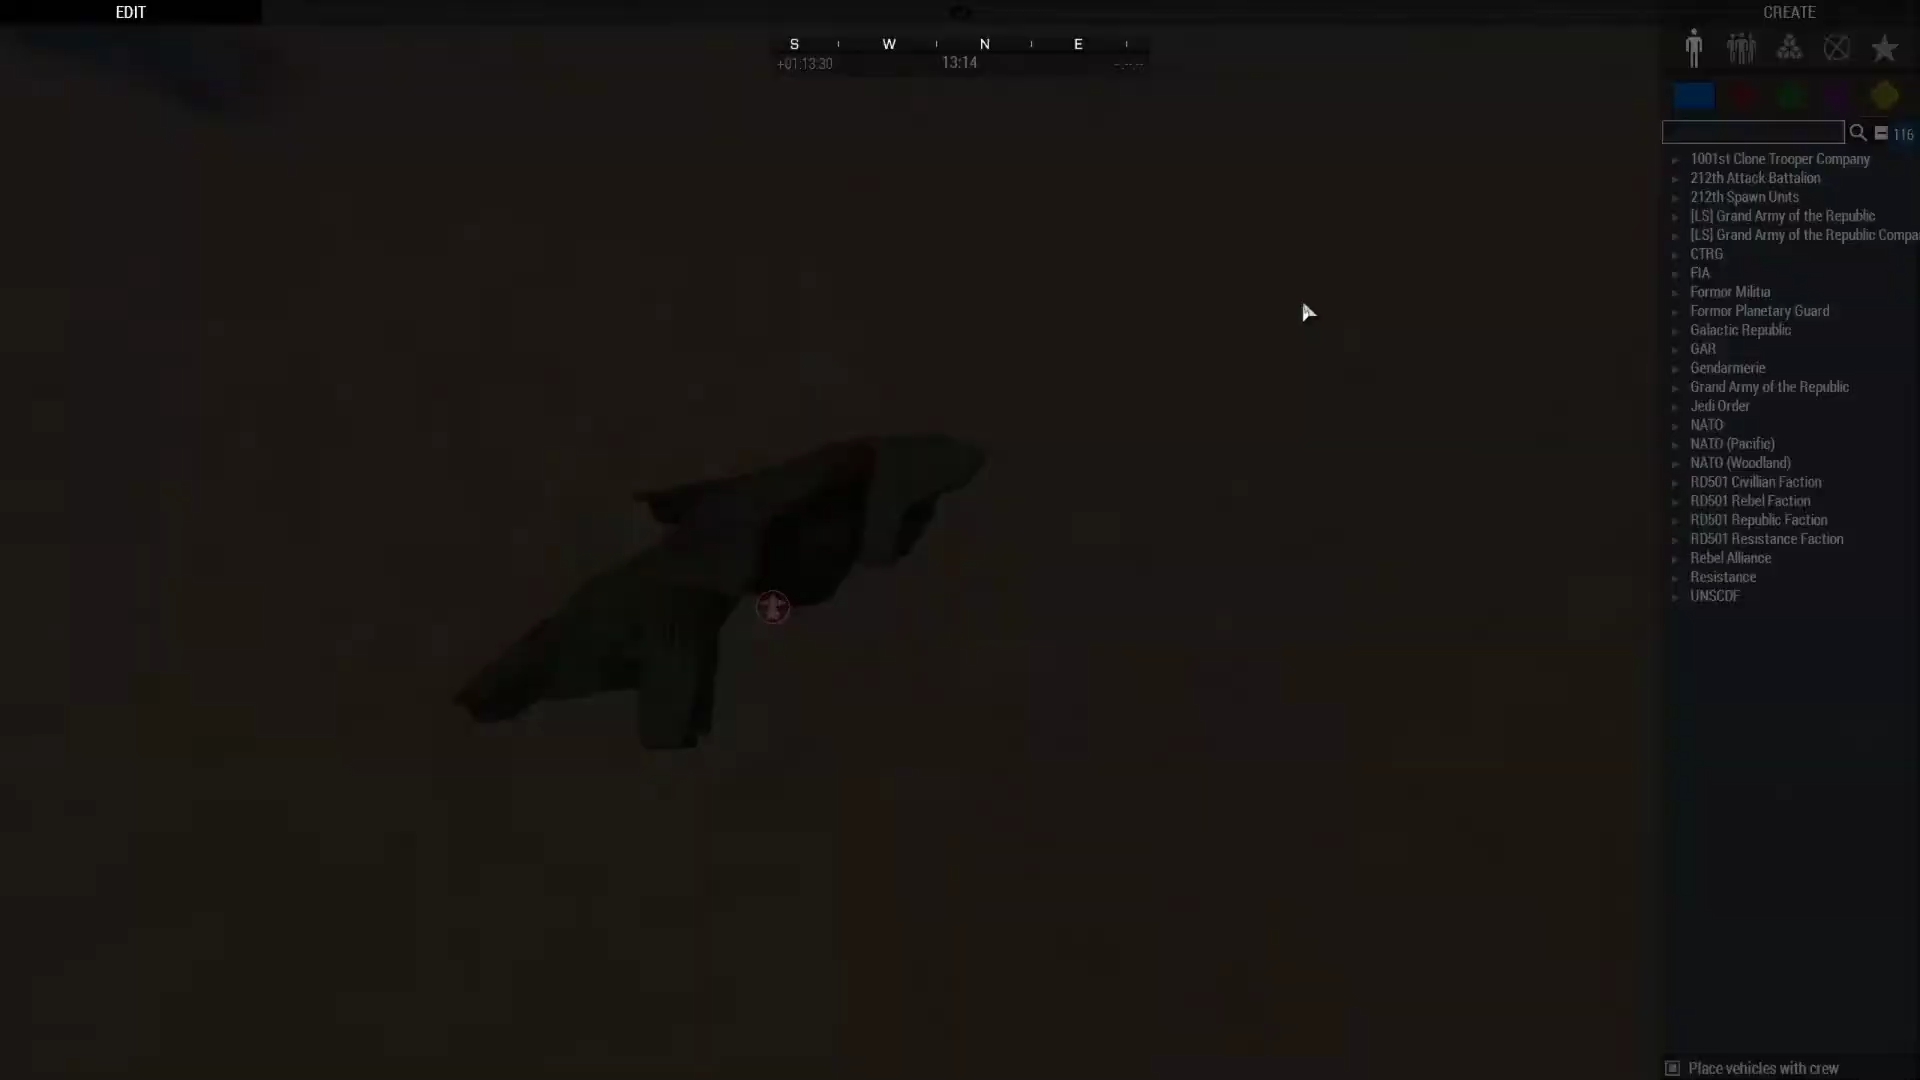 EDIT
CREATE
S W N E
+01:13:30 13:14
116
1001st Clone Trooper Company
212th Attack Battalion
212th Spawn Units
[LS] Grand Army of the Republic
[LS] Grand Army of the Republic Compa
CTRG
FIA
Formor Militia
Formor Planetary Guard
Galactic Republic
GAR
Gendarmerie
Grand Army of the Republic
Jedi Order
NATO
NATO (Pacific)
NATO (Woodland)
RD501 Civillian Faction
RD501 Rebel Faction
RD501 Republic Faction
RD501 Resistance Faction
Rebel Alliance
Resistance
UNSCDF
Place vehicles with crew